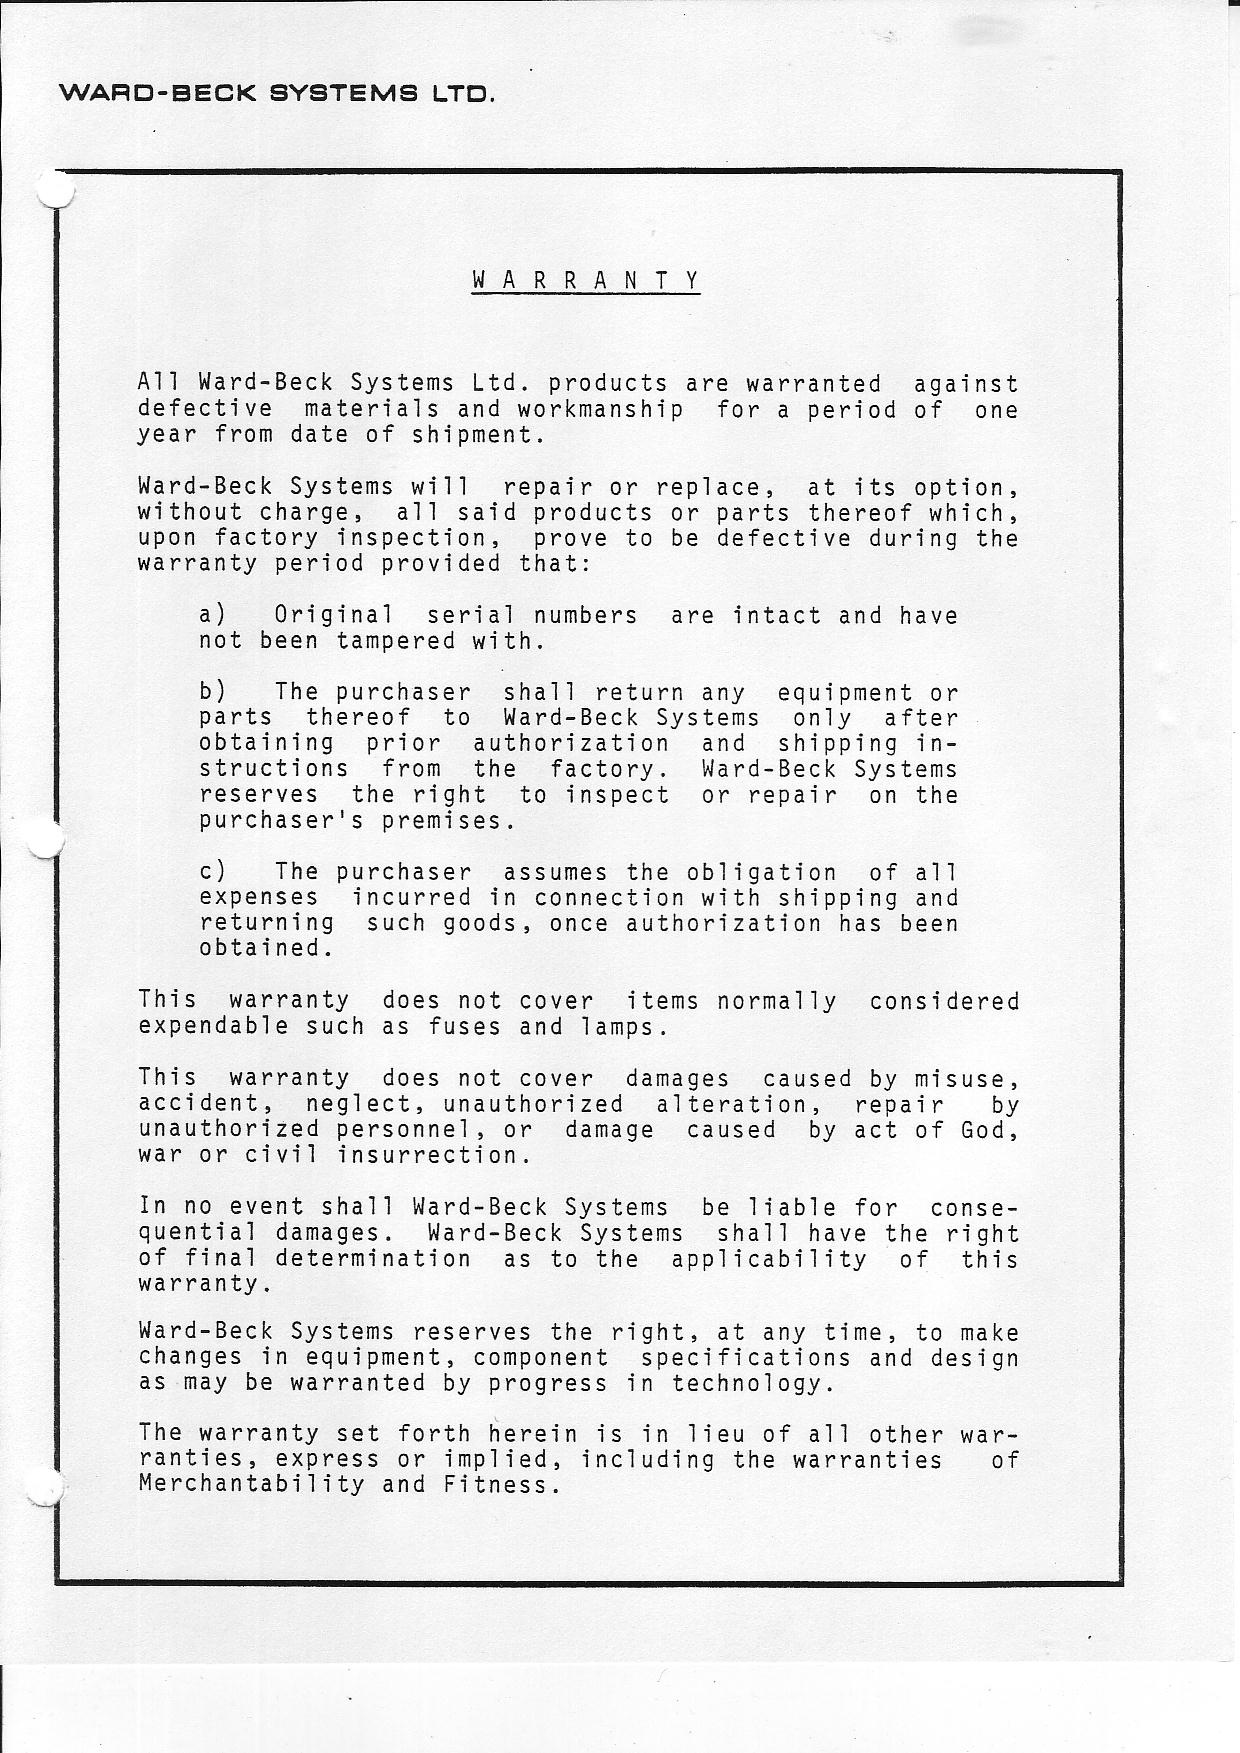 WARD-BECK SYSTEMS LTD.
W A R R A N T Y
All Ward-Beck Systems Ltd. products are warranted against
defective materials and workmanship for a period of one
year from date of shipment.
Ward-Beck Systems will repair or replace, at its option,
without charge, all said products or parts thereof which,
upon factory inspection, prove to be defective during the
warranty period provided that:
a) Original serial numbers are intact and have
not been tampered with.
b) The purchaser shall return any equipment or
parts thereof to Ward-Beck Systems only after
obtaining prior authorization and shipping in-
structions from the factory. Ward-Beck Systems
reserves the right to inspect or repair on the
purchaser's premises.
c) The purchaser assumes the obligation of all
expenses incurred in connection with shipping and
returning such goods, once authorization has been
obtained.
This warranty does not cover items normally considered
expendable such as fuses and lamps.
This warranty does not cover damages caused by misuse,
accident, neglect, unauthorized alteration, repair by
unauthorized personnel, or damage caused by act of God,
war or civil insurrection.
In no event shall Ward-Beck Systems be liable for conse-
quential damages. Ward-Beck Systems shall have the right
of final determination as to the applicability of this
warranty.
Ward-Beck Systems reserves the right, at any time, to make
changes in equipment, component specifications and design
as may be warranted by progress in technology.
The warranty set forth herein is in lieu of all other war-
ranties, express or implied, including the warranties of
Merchantability and Fitness.